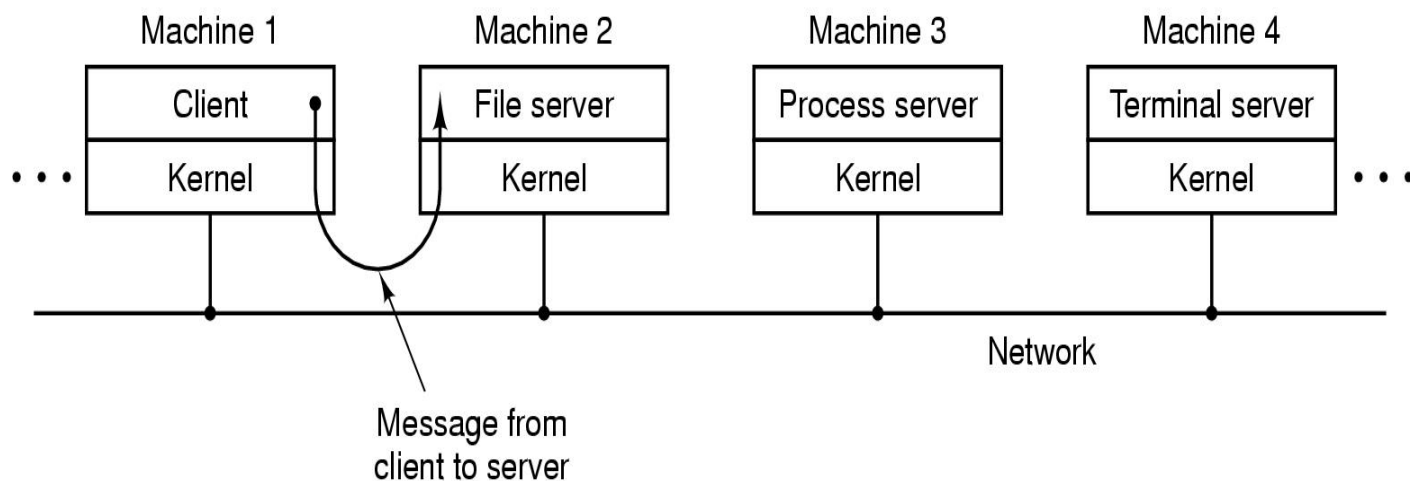 Machine 1
Machine 2
Machine 3
Machine 4
Client
File server
Process server
Terminal server
Kernel
Kernel
Kernel
Kernel
Network
Message from
client to server